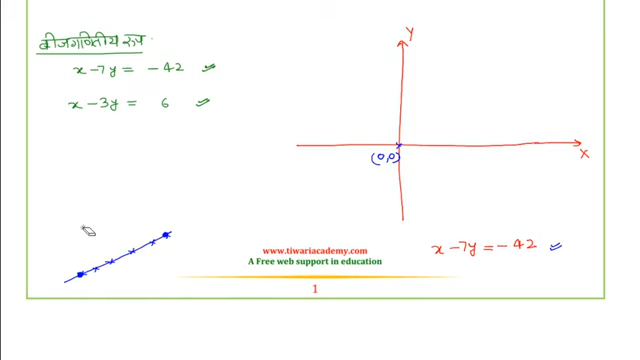 बीजगणितीय रूप
x - 7y = - 42
x - 3y = 6
Y
X
(0,0)
x - 7y = - 42
www.tiwariacademy.com
A Free web support in education
1